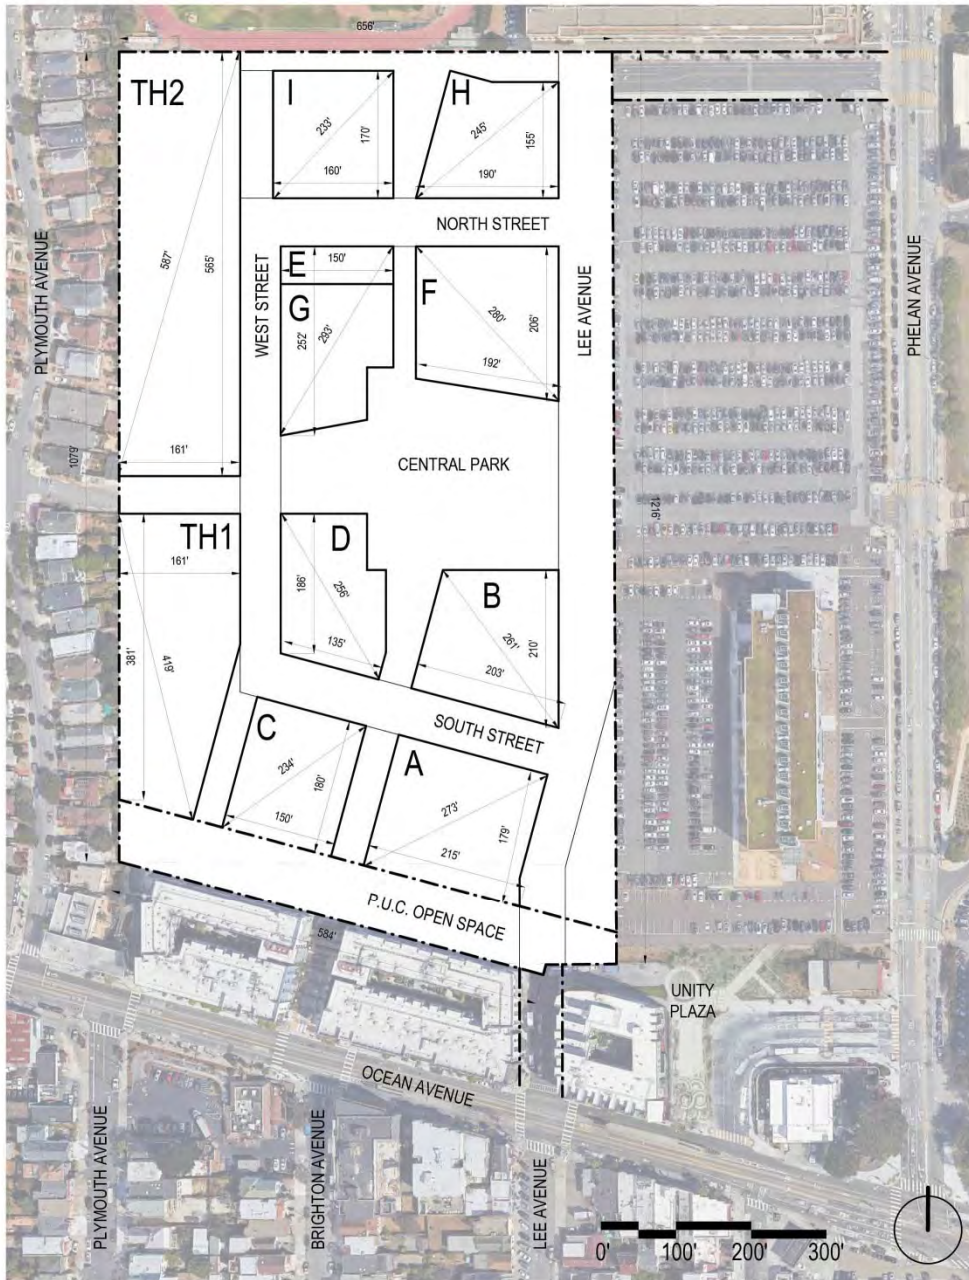 656'
TH2
I
H
233'
170'
160'
245'
155'
190'
NORTH STREET
PLYMOUTH AVENUE
587'
565'
WEST STREET
E
150'
G
252'
293'
F
280'
206'
192'
LEE AVENUE
PHELAN AVENUE
161'
1079'
CENTRAL PARK
1216'
TH1
161'
381'
419'
D
186'
256'
135'
B
261'
210'
203'
SOUTH STREET
C
234'
180'
150'
A
273'
179'
215'
P.U.C. OPEN SPACE
584'
UNITY
PLAZA
OCEAN AVENUE
PLYMOUTH AVENUE
BRIGHTON AVENUE
LEE AVENUE
0' 100' 200' 300'